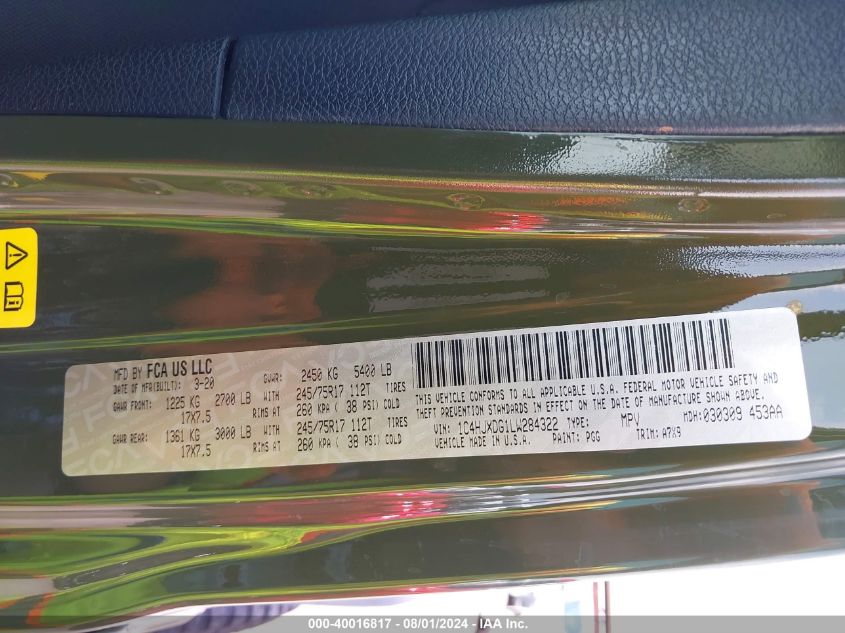 MFD BY FCA US LLC
DATE OF MFR(BUILT): 3-20 GVWR: 2450 KG 5400 LB
GAWR FRONT: 1225 KG 2700 LB WITH 245/75R17 112T TIRES
17X7.5 RIMS AT 260 KPA ( 38 PSI) COLD
GAWR REAR: 1361 KG 3000 LB WITH 245/75R17 112T TIRES
17X7.5 RIMS AT 260 KPA ( 38 PSI) COLD
THIS VEHICLE CONFORMS TO ALL APPLICABLE U.S.A. FEDERAL MOTOR VEHICLE SAFETY AND
THEFT PREVENTION STANDARDS IN EFFECT ON THE DATE OF MANUFACTURE SHOWN ABOVE.
VIN: 1C4HJXDG1LW284322 TYPE: MPV MDH: 030309 453AA
VEHICLE MADE IN U.S.A. PAINT: PGG TRIM: A7X9
000-40016817 - 08/01/2024 - IAA Inc.